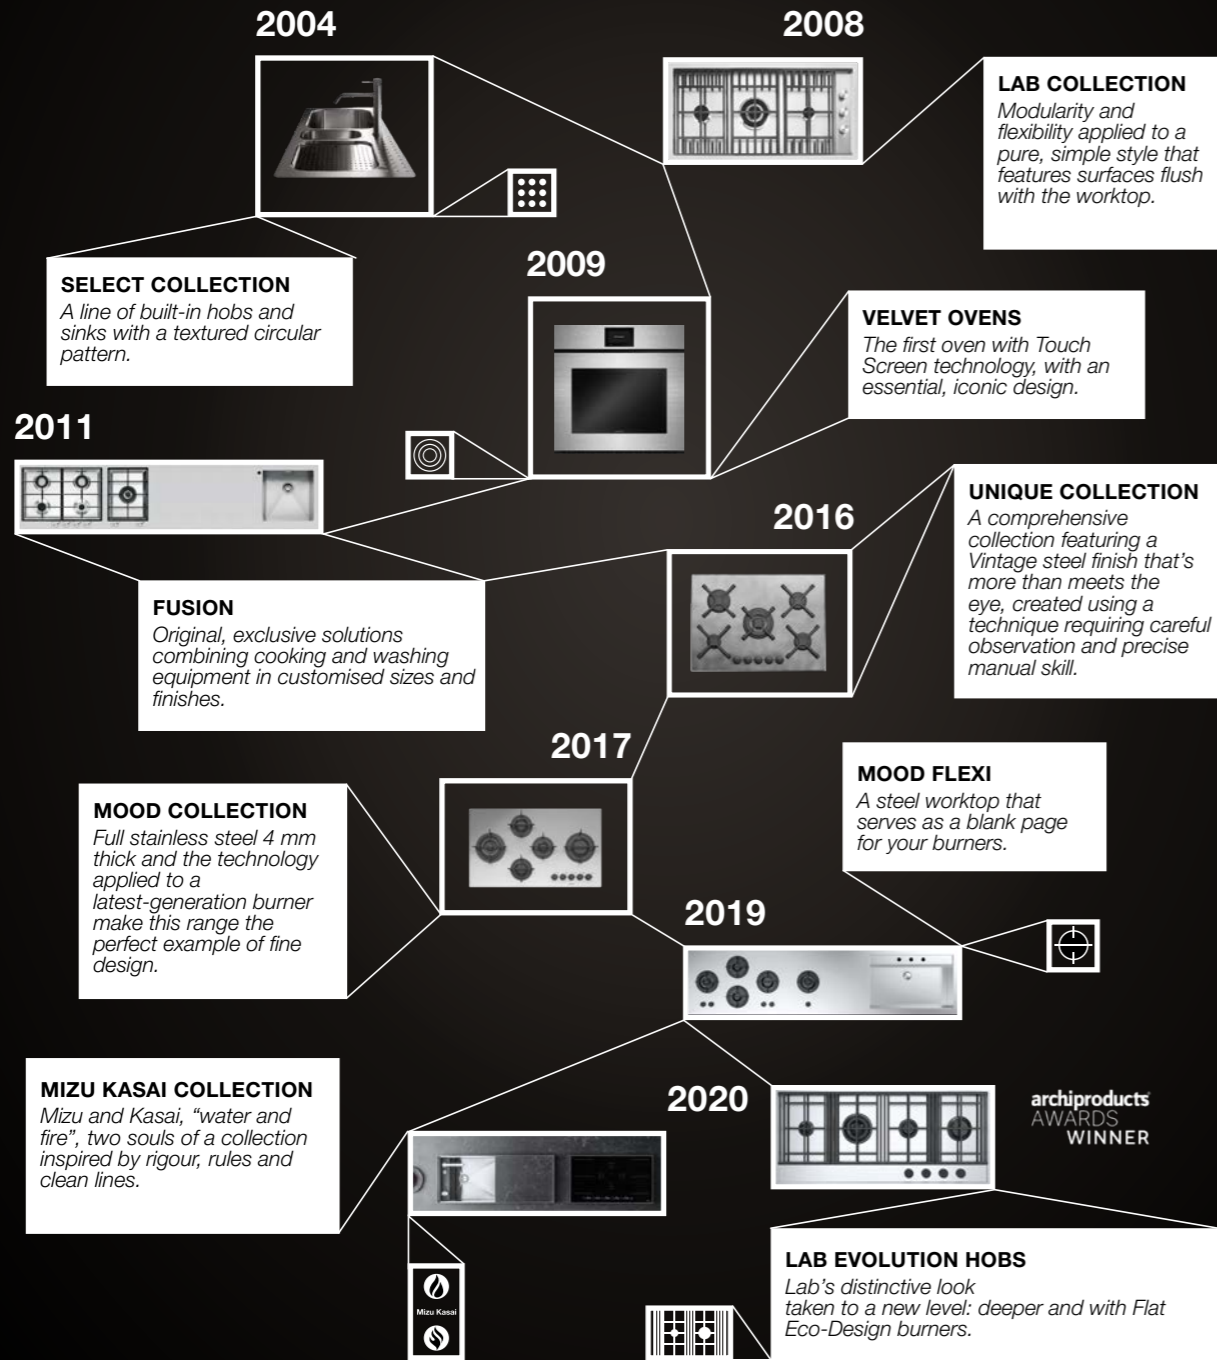 2004
2008
LAB COLLECTION
Modularity and
flexibility applied to a
pure, simple style that
features surfaces flush
with the worktop.
SELECT COLLECTION
A line of built-in hobs and
sinks with a textured circular
pattern.
2009
VELVET OVENS
The first oven with Touch
Screen technology, with an
essential, iconic design.
2011
FUSION
Original, exclusive solutions
combining cooking and washing
equipment in customised sizes and
finishes.
2016
UNIQUE COLLECTION
A comprehensive
collection featuring a
Vintage steel finish that's
more than meets the
eye, created using a
technique requiring careful
observation and precise
manual skill.
2017
MOOD COLLECTION
Full stainless steel 4 mm
thick and the technology
applied to a
latest-generation burner
make this range the
perfect example of fine
design.
MOOD FLEXI
A steel worktop that
serves as a blank page
for your burners.
2019
MIZU KASAI COLLECTION
Mizu and Kasai, “water and
fire”, two souls of a collection
inspired by rigour, rules and
clean lines.
Mizu Kasai
2020
archiproducts
AWARDS
WINNER
LAB EVOLUTION HOBS
Lab's distinctive look
taken to a new level: deeper and with Flat
Eco-Design burners.